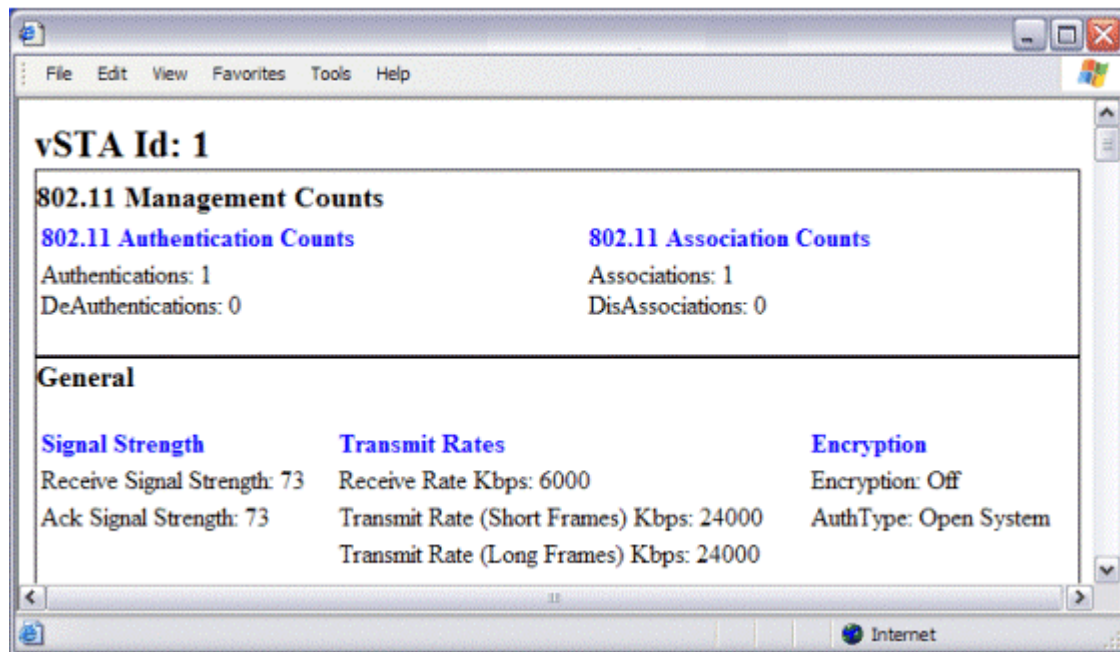 File Edit View Favorites Tools Help
vSTA Id: 1
802.11 Management Counts
802.11 Authentication Counts
Authentications: 1
DeAuthentications: 0
802.11 Association Counts
Associations: 1
DisAssociations: 0
General
Signal Strength
Receive Signal Strength: 73
Ack Signal Strength: 73
Transmit Rates
Receive Rate Kbps: 6000
Transmit Rate (Short Frames) Kbps: 24000
Transmit Rate (Long Frames) Kbps: 24000
Encryption
Encryption: Off
AuthType: Open System
Internet